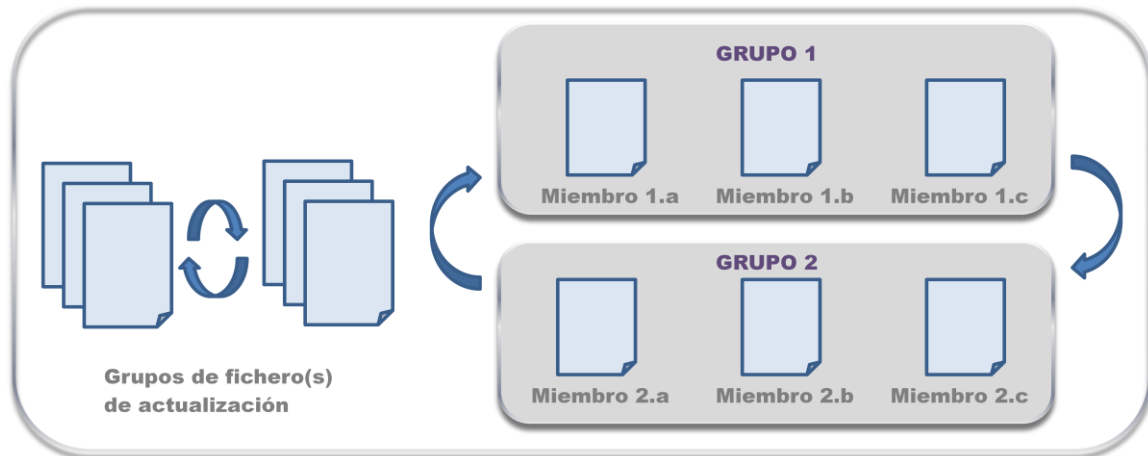 GRUPO 1
Miembro 1.a Miembro 1.b Miembro 1.c
GRUPO 2
Miembro 2.a Miembro 2.b Miembro 2.c
Grupos de fichero(s)
de actualización